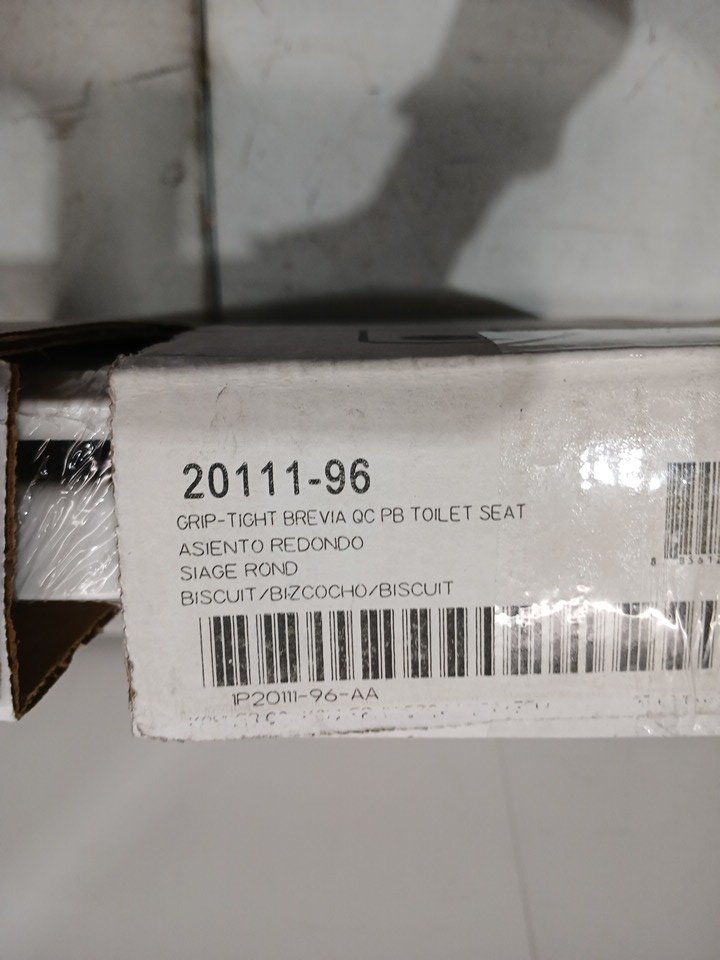 20111-96
GRIP-TIGHT BREVIA QC PB TOILET SEAT
ASIENTO REDONDO
SIAGE ROND
BISCUIT/BIZCOCHO/BISCUIT
1P20111-96-AA